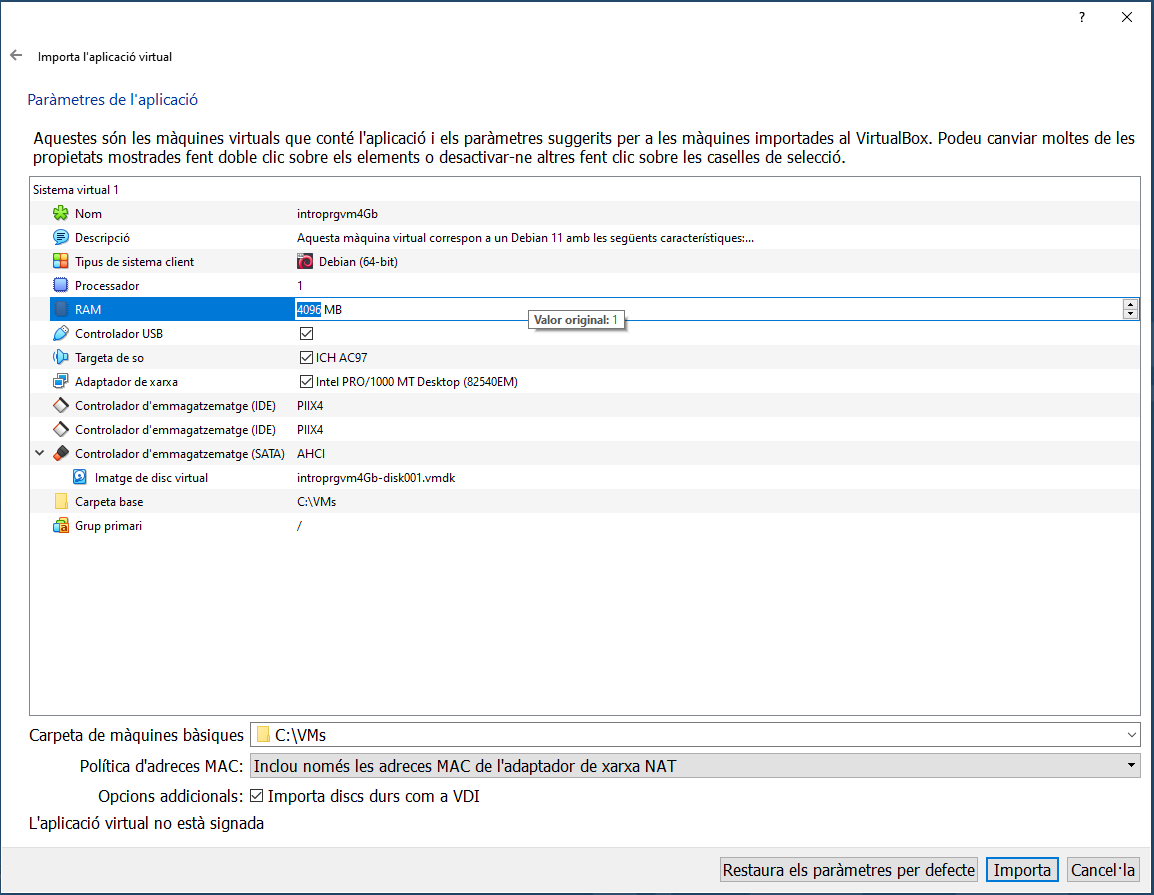 ?
Importa l'aplicació virtual
Paràmetres de l'aplicació
Aquestes són les màquines virtuals que conté l'aplicació i els paràmetres suggerits per a les màquines importades al VirtualBox. Podeu canviar moltes de les
propietats mostrades fent doble clic sobre els elements o desactivar-ne altres fent clic sobre les caselles de selecció.
Sistema virtual 1
Nom introprgvm4Gb
Descripció Aquesta màquina virtual correspon a un Debian 11 amb les següents característiques:...
Tipus de sistema client Debian (64-bit)
Processador 1
RAM 4096 MB
Valor original: 1
Controlador USB
Targeta de so ICH AC97
Adaptador de xarxa Intel PRO/1000 MT Desktop (82540EM)
Controlador d'emmagatzematge (IDE) PIIX4
Controlador d'emmagatzematge (IDE) PIIX4
Controlador d'emmagatzematge (SATA) AHCI
Imatge de disc virtual introprgvm4Gb-disk001.vmdk
Carpeta base C:\VMs
Grup primari /
Carpeta de màquines bàsiques C:\VMs
Política d'adreces MAC: Inclou només les adreces MAC de l'adaptador de xarxa NAT
Opcions addicionals: Importa discs durs com a VDI
L'aplicació virtual no està signada
Restaura els paràmetres per defecte Importa Cancel·la